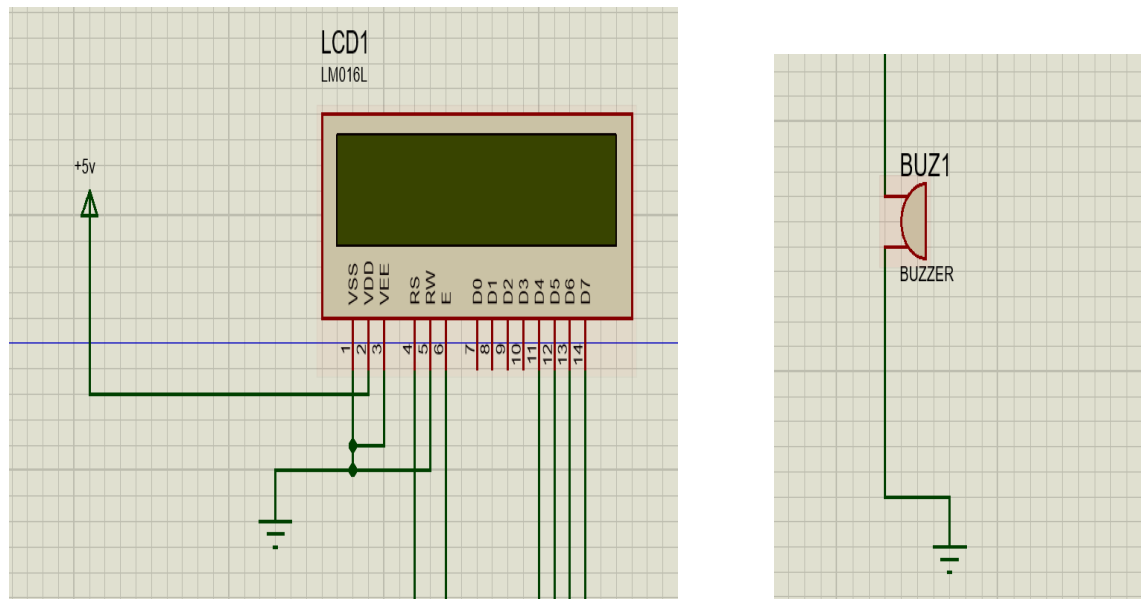 LCD1
LM016L
+5v
VSS
VDD
VEE
RS
RW
E
D0
D1
D2
D3
D4
D5
D6
D7
1
2
3
4
5
6
7
8
9
10
11
12
13
14
BUZ1
BUZZER